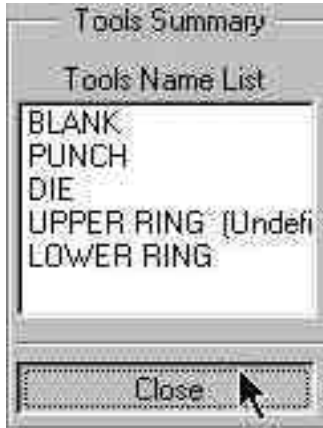 Tools Summary
Tools Name List
BLANK
PUNCH
DIE
UPPER RING (Undefi
LOWER RING
Close